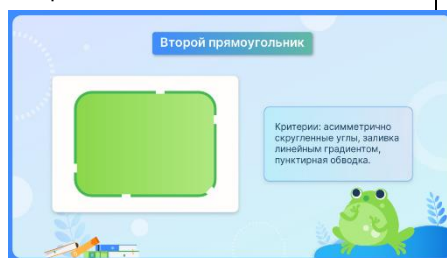 Второй прямоугольник
Критерии: асимметрично
скругленные углы, заливка
линейным градиентом,
пунктирная обводка.